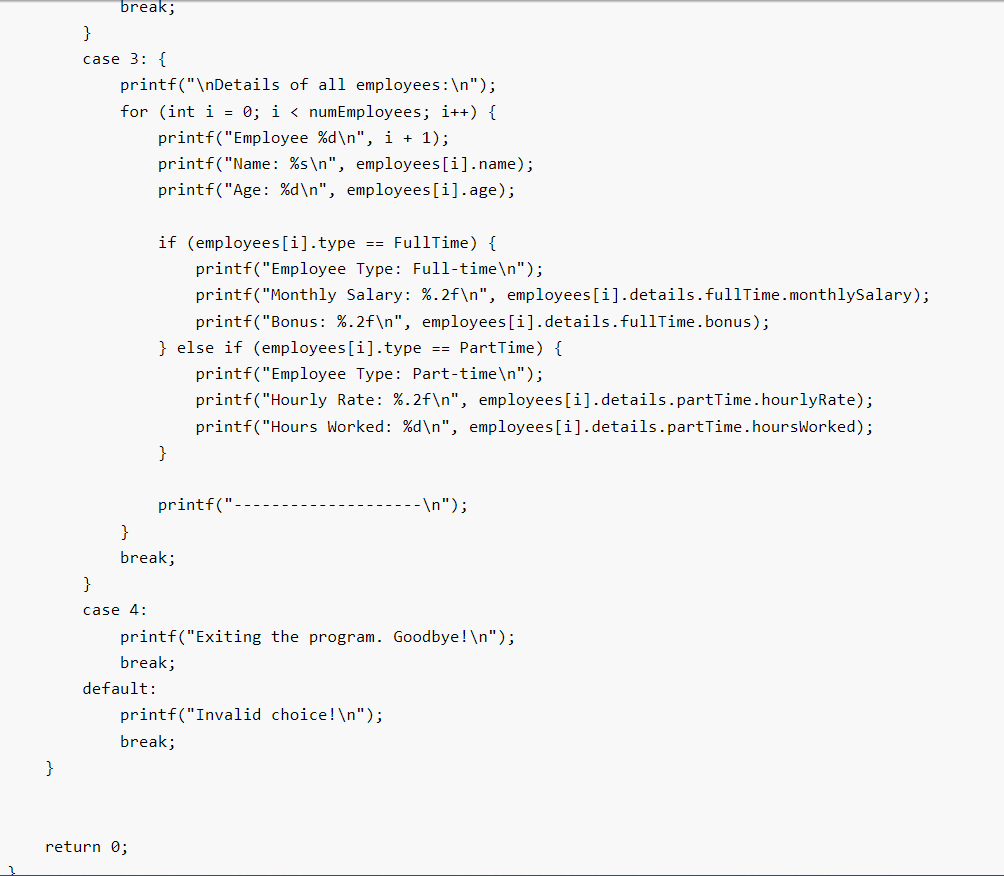 break;
        }
        case 3: {
            printf("\nDetails of all employees:\n");
            for (int i = 0; i < numEmployees; i++) {
                printf("Employee %d\n", i + 1);
                printf("Name: %s\n", employees[i].name);
                printf("Age: %d\n", employees[i].age);

                if (employees[i].type == FullTime) {
                    printf("Employee Type: Full-time\n");
                    printf("Monthly Salary: %.2f\n", employees[i].details.fullTime.monthlySalary);
                    printf("Bonus: %.2f\n", employees[i].details.fullTime.bonus);
                } else if (employees[i].type == PartTime) {
                    printf("Employee Type: Part-time\n");
                    printf("Hourly Rate: %.2f\n", employees[i].details.partTime.hourlyRate);
                    printf("Hours Worked: %d\n", employees[i].details.partTime.hoursWorked);
                }

                printf("--------------------\n");
            }
            break;
        }
        case 4:
            printf("Exiting the program. Goodbye!\n");
            break;
        default:
            printf("Invalid choice!\n");
            break;
    }


    return 0;
}